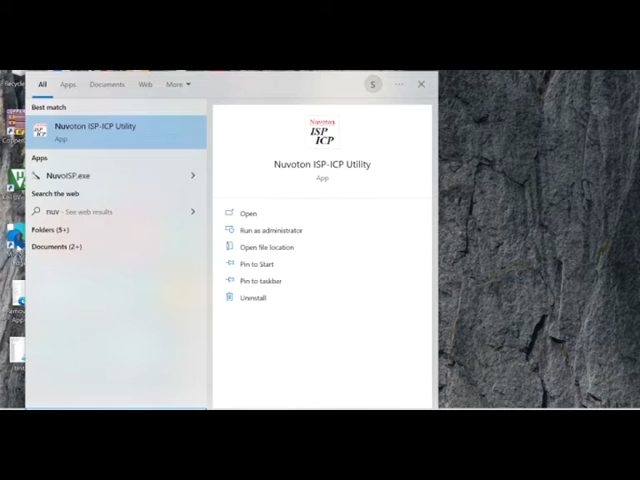 All
Apps
Documents
Web
More
S
Best match
Nuvoton ISP-ICP Utility
App
Apps
NuvoISP.exe
Search the web
nuv - See web results
Folders (5+)
Documents (2+)
Nuvoton
ISP
ICP
Nuvoton ISP-ICP Utility
App
Open
Run as administrator
Open file location
Pin to Start
Pin to taskbar
Uninstall